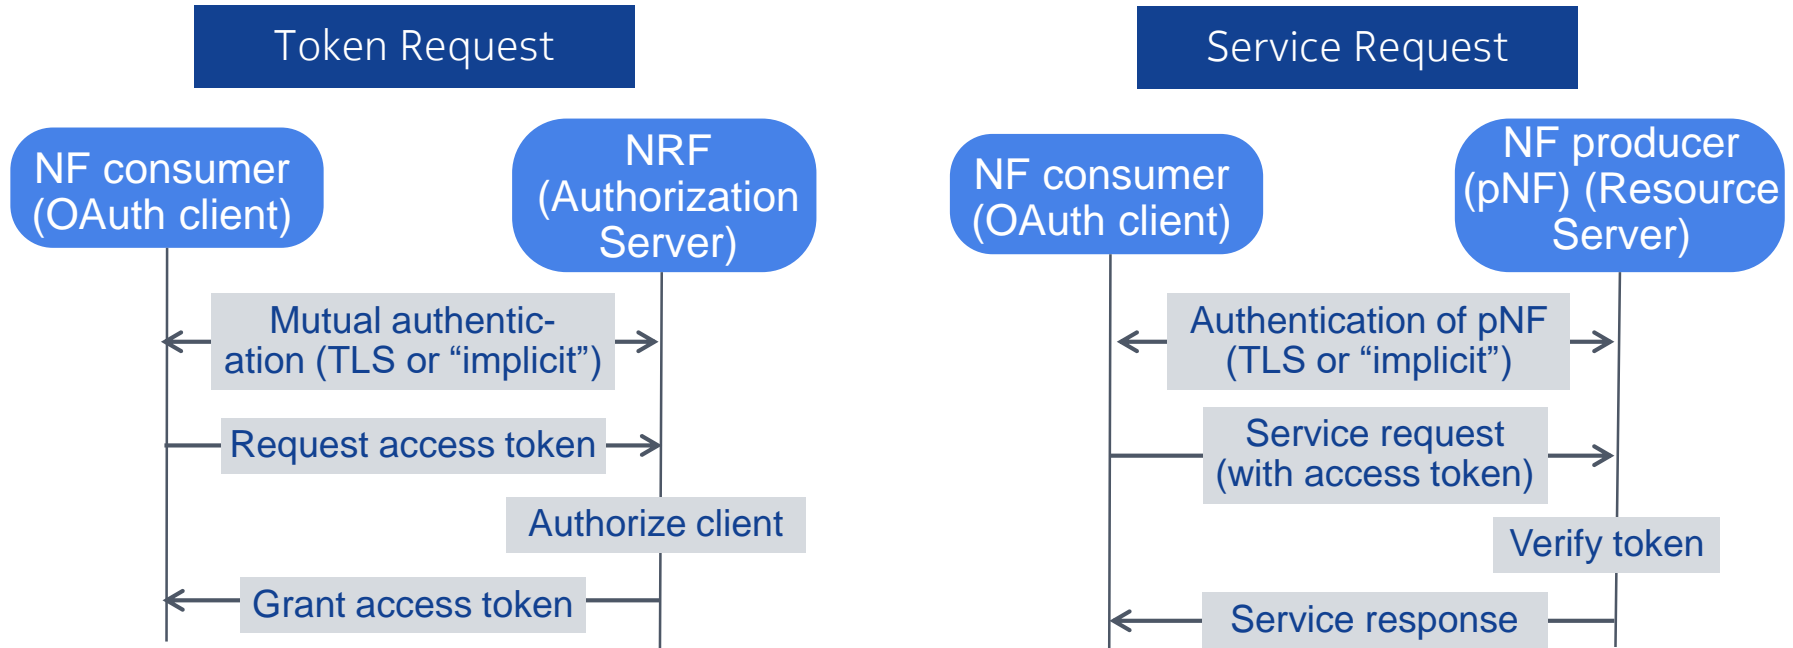 Token Request
NF consumer
(OAuth client)
NRF
(Authorization
Server)
Mutual authentic-
ation (TLS or “implicit”)
Request access token
Authorize client
Grant access token
Service Request
NF consumer
(OAuth client)
NF producer
(pNF) (Resource
Server)
Authentication of pNF
(TLS or “implicit”)
Service request
(with access token)
Verify token
Service response